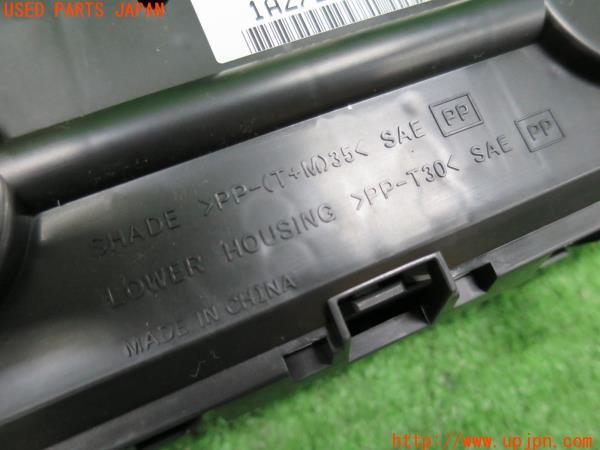 USED PARTS JAPAN
SHADE >PP-(T+M)35< SAE PP
LOWER HOUSING >PP-T30< SAE PP
MADE IN CHINA
http://www.upjpn.com/